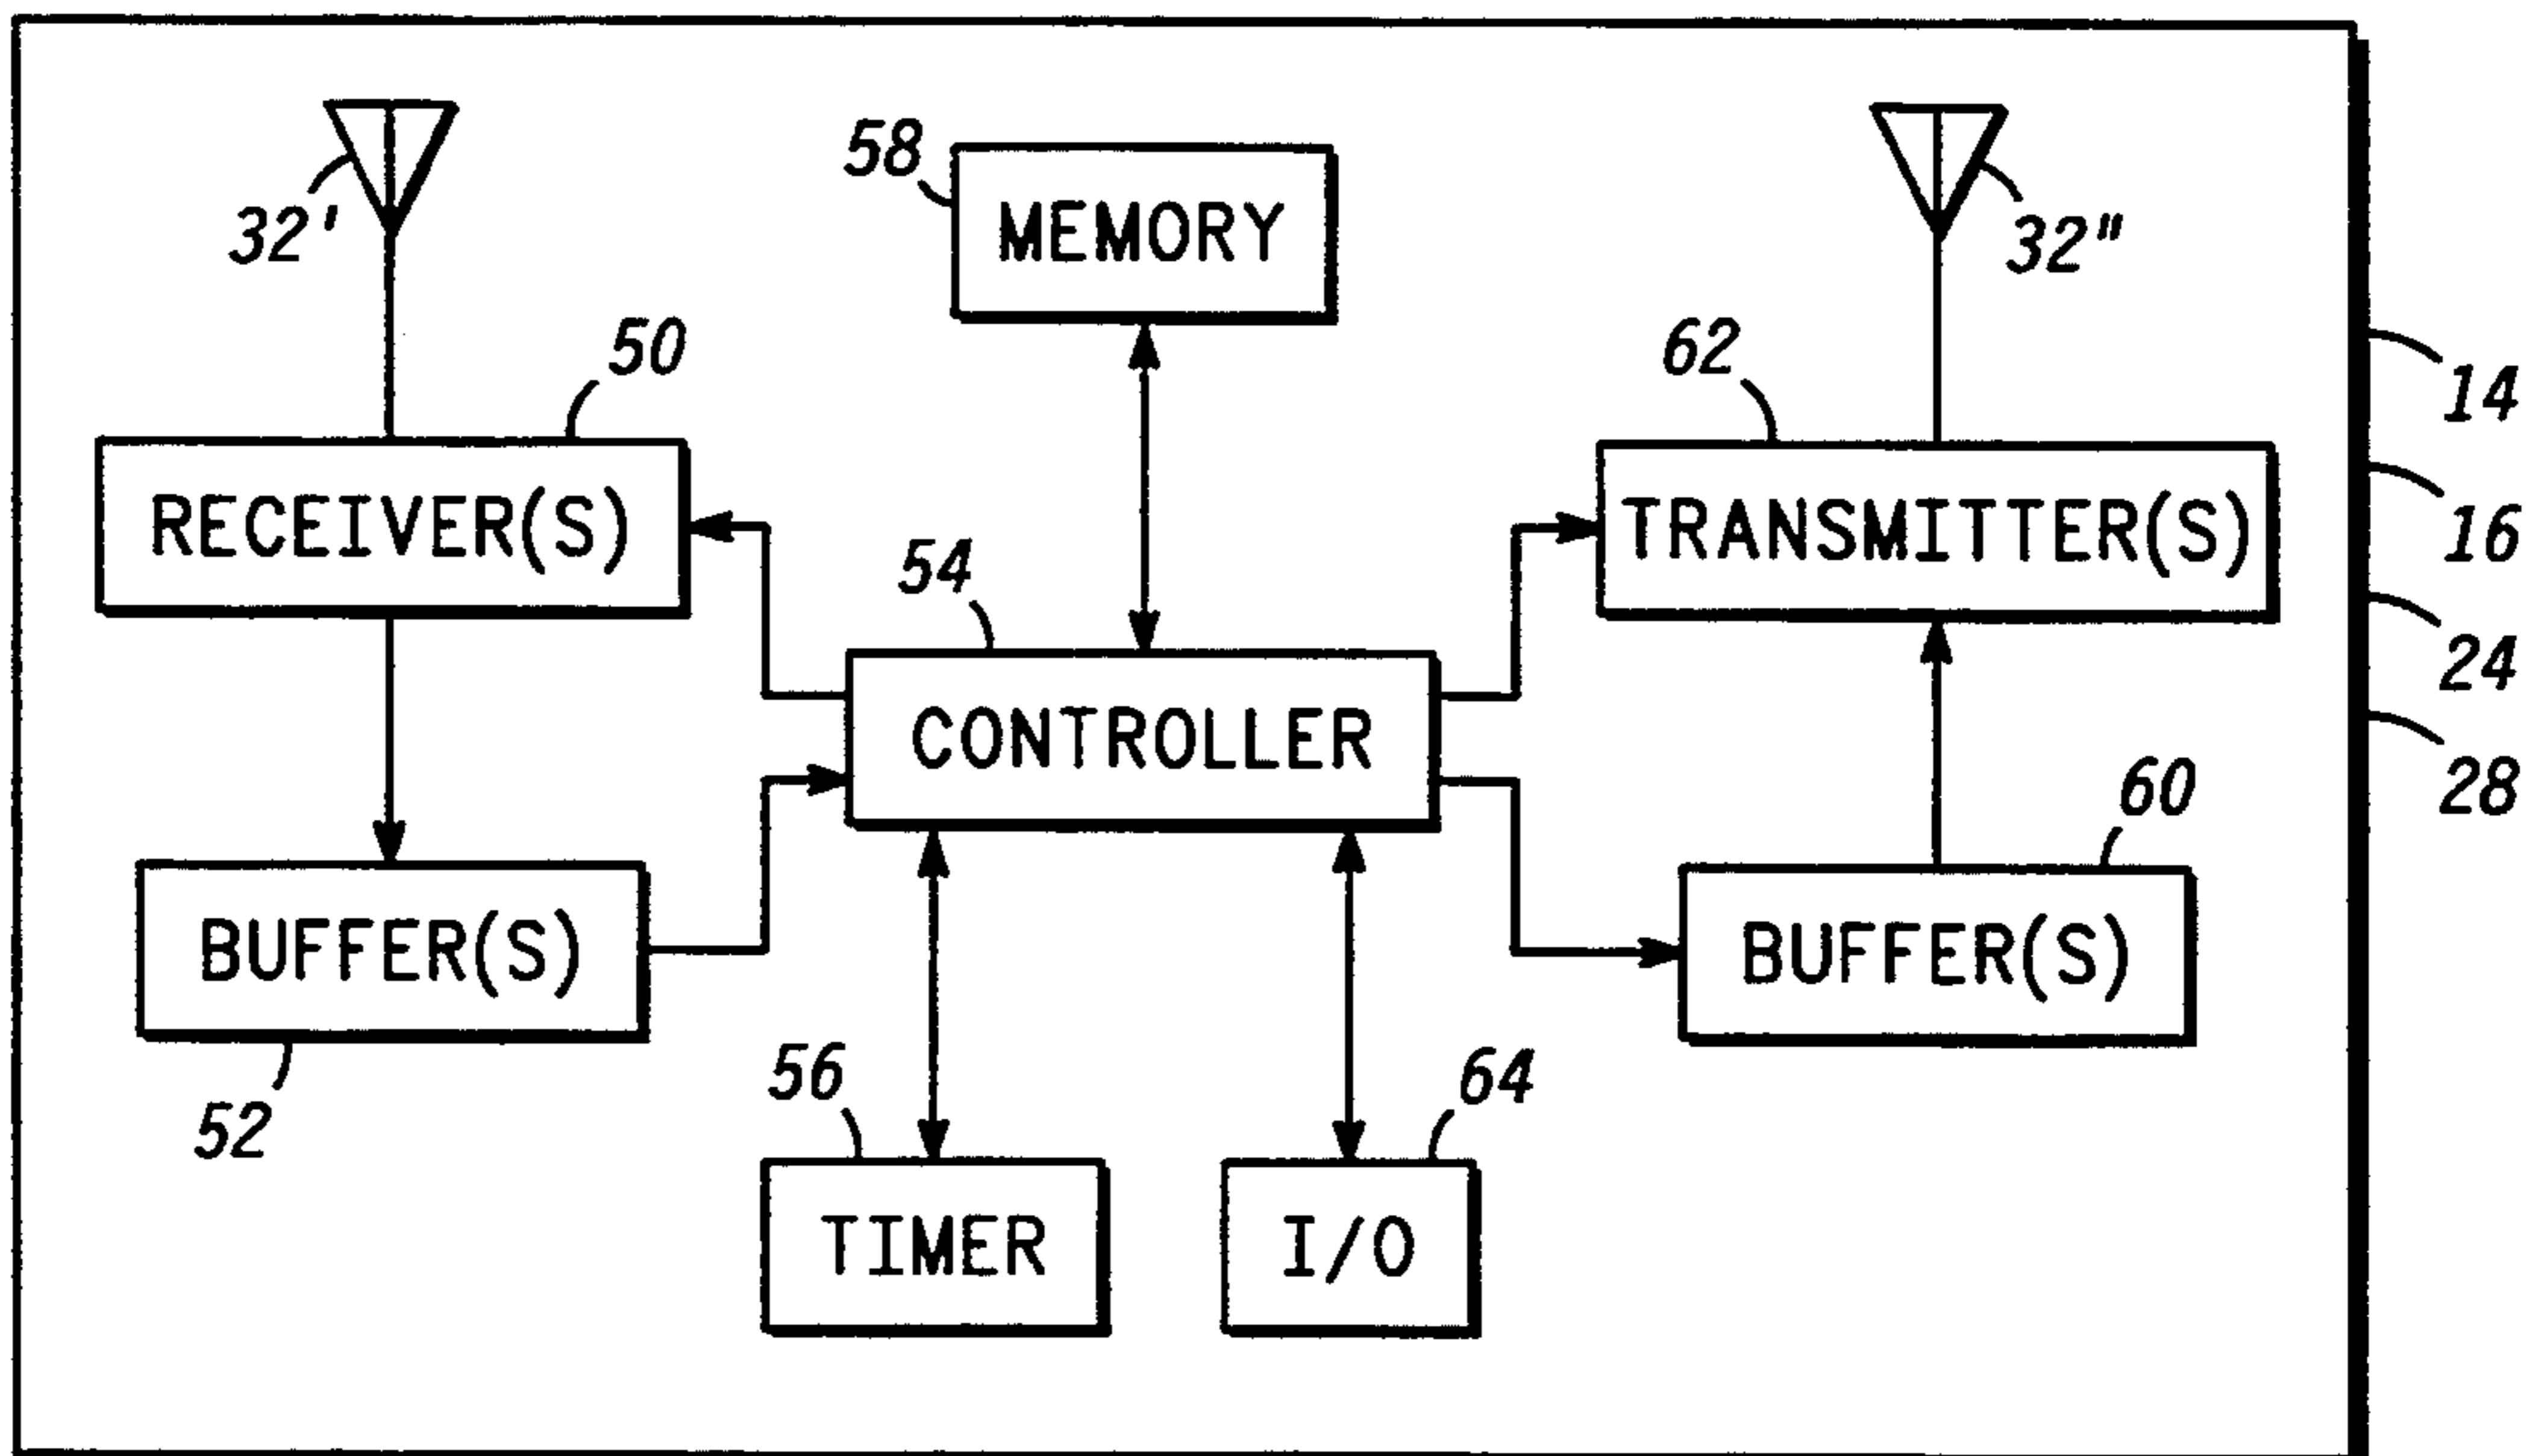 58
MEMORY
32'
32"
50
62
14
RECEIVER(S)
TRANSMITTER(S)
16
54
24
CONTROLLER
28
60
BUFFER(S)
BUFFER(S)
52
56
64
TIMER
I/O